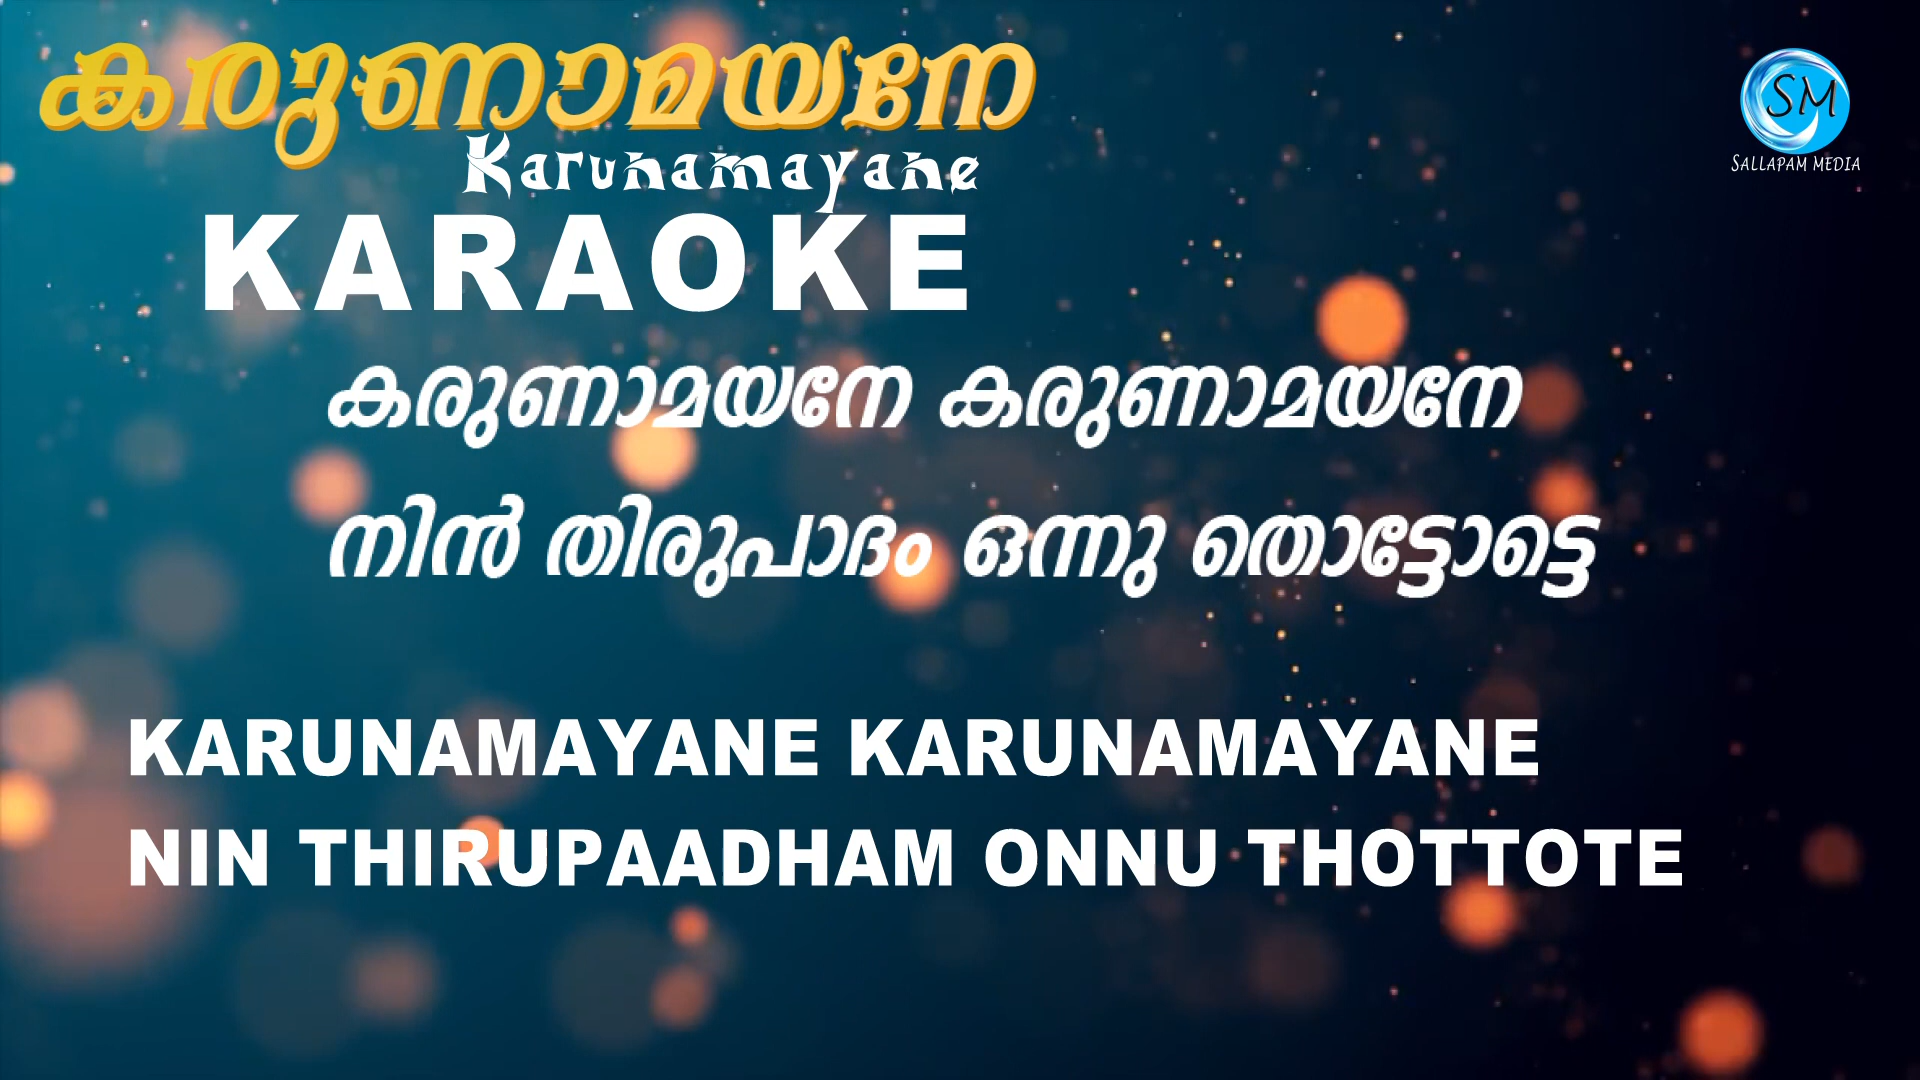 കരുണാമയനേ
Karunamayane
SM
SALLAPAM MEDIA
KARAOKE
കരുണാമയനേ കരുണാമയനേ
നിൻ തിരുപാദം ഒന്നു തൊട്ടോട്ടെ
KARUNAMAYANE KARUNAMAYANE
NIN THIRUPAADHAM ONNU THOTTOTE